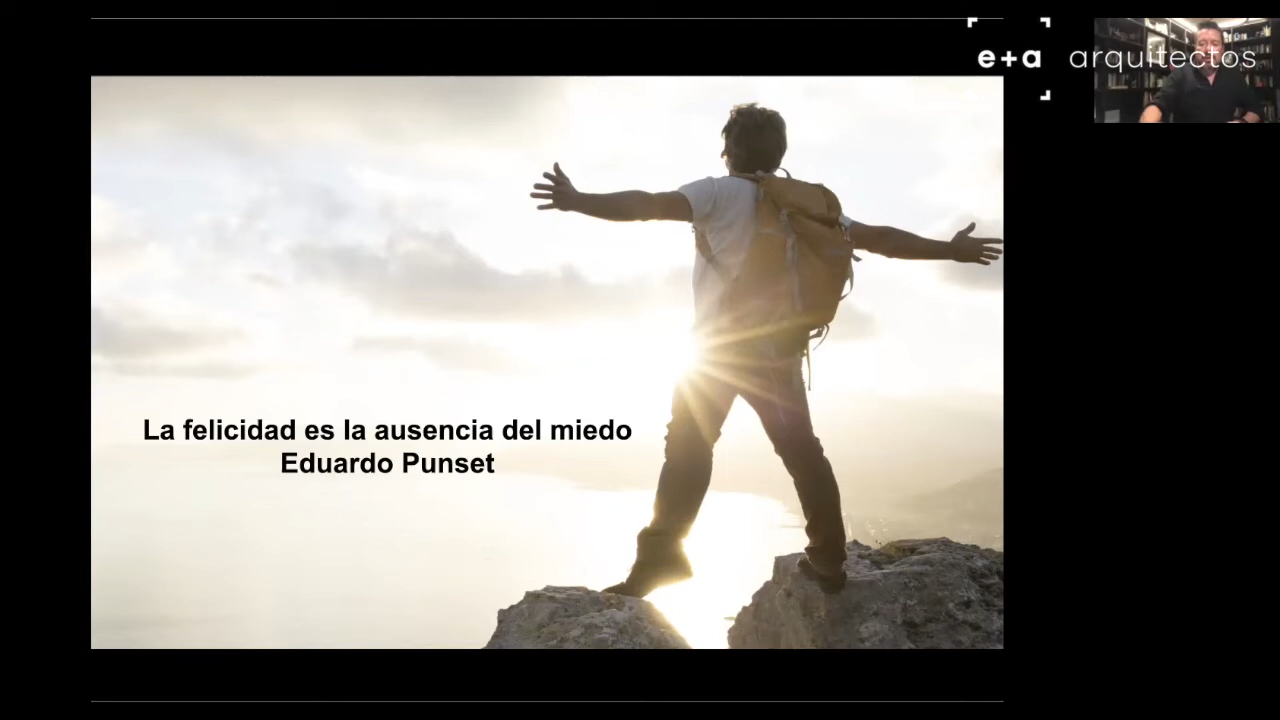 e+a arquitectos
La felicidad es la ausencia del miedo
Eduardo Punset